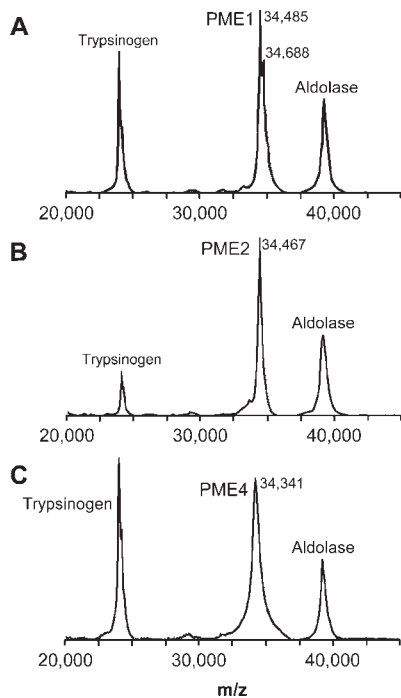 A
PME1
34,485
34,688
Trypsinogen
Aldolase
20,000 30,000 40,000
B
PME2
34,467
Trypsinogen
Aldolase
20,000 30,000 40,000
C
Trypsinogen
PME4
34,341
Aldolase
20,000 30,000 40,000
m/z